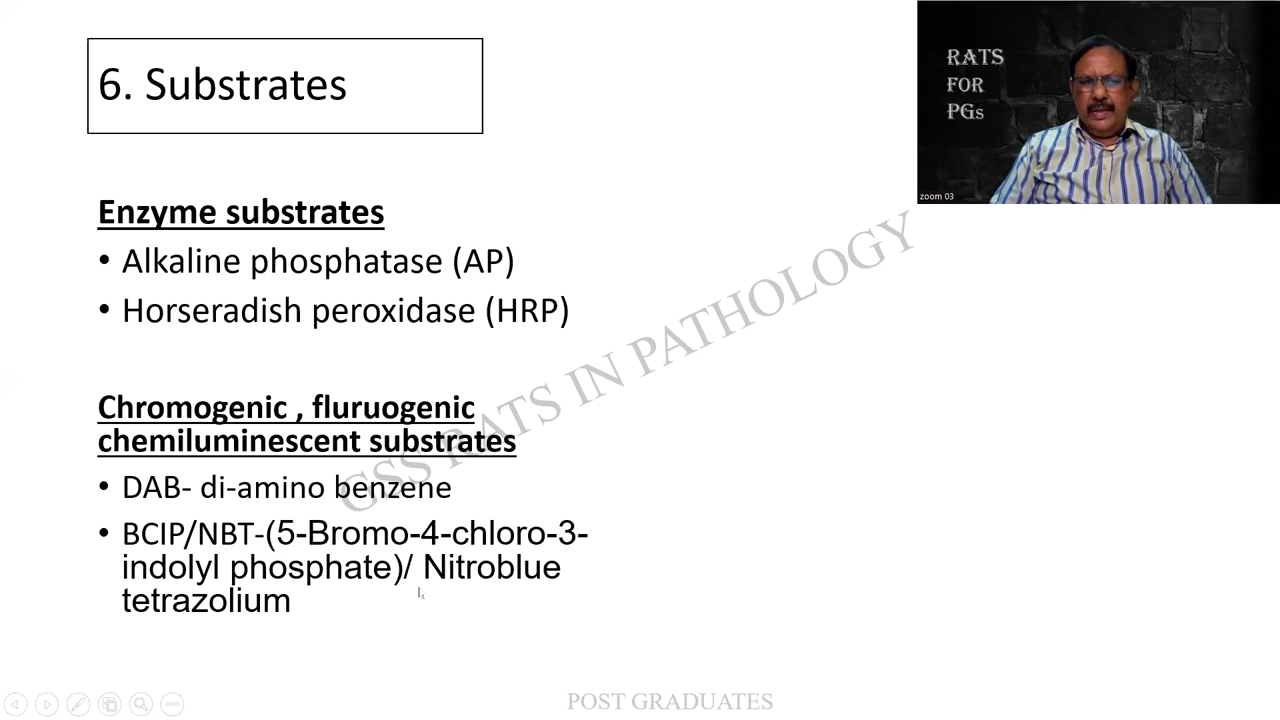 6. Substrates
RATS
FOR
PGs
zoom 03
Enzyme substrates
• Alkaline phosphatase (AP)
• Horseradish peroxidase (HRP)
Chromogenic , fluruogenic
chemiluminescent substrates
• DAB- di-amino benzene
• BCIP/NBT-(5-Bromo-4-chloro-3-
indolyl phosphate)/ Nitroblue
tetrazolium
GSS RATS IN PATHOLOGY
POST GRADUATES